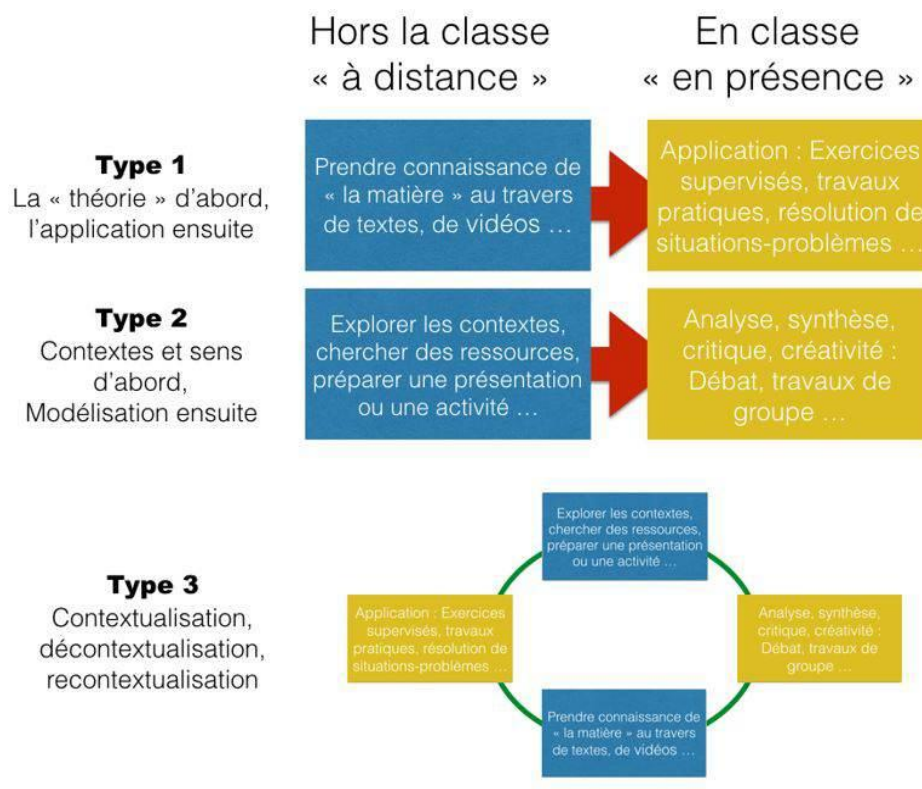 Hors la classe
« à distance »
En classe
« en présence »
Type 1
La « théorie » d'abord,
l'application ensuite
Prendre connaissance de
« la matière » au travers
de textes, de vidéos ...
Application : Exercices
supervisés, travaux
pratiques, résolution de
situations-problèmes ...
Type 2
Contextes et sens
d'abord,
Modélisation ensuite
Explorer les contextes,
chercher des ressources,
préparer une présentation
ou une activité ...
Analyse, synthèse,
critique, créativité :
Débat, travaux de
groupe ...
Type 3
Contextualisation,
décontextualisation,
recontextualisation
Explorer les contextes,
chercher des ressources,
préparer une présentation
ou une activité ...
Application : Exercices
supervisés, travaux
pratiques, résolution de
situations-problèmes ...
Analyse, synthèse,
critique, créativité :
Débat, travaux de
groupe ...
Prendre connaissance de
« la matière » au travers
de textes, de vidéos ...